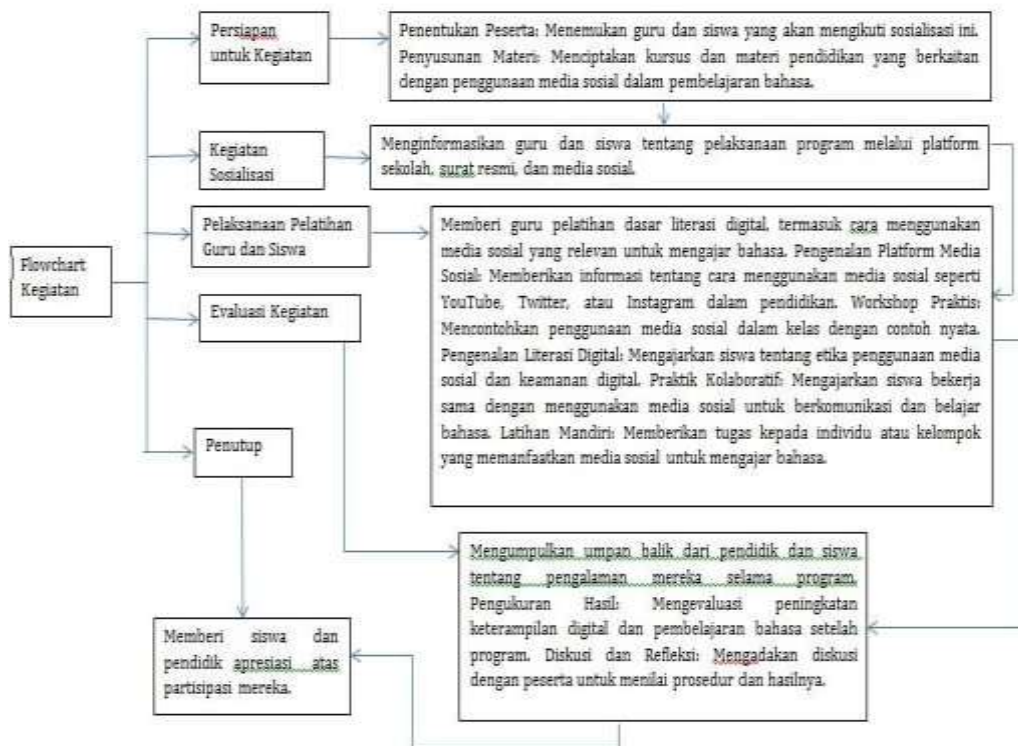 Persiapan
untuk Kegiatan
Penentukan Peserta: Menemukan guru dan siswa yang akan mengikuti sosialisasi ini.
Penyusunan Materi: Menciptakan kursus dan materi pendidikan yang berkaitan
dengan penggunaan media sosial dalam pembelajaran bahasa.
Kegiatan
Sosialisasi
Menginformasikan guru dan siswa tentang pelaksanaan program melalui platform
sekolah, surat resmi, dan media sosial.
Pelaksanaan Pelatihan
Guru dan Siswa
Memberi guru pelatihan dasar literasi digital, termasuk cara menggunakan
media sosial yang relevan untuk mengajar bahasa. Pengenalan Platform Media
Sosial: Memberikan informasi tentang cara menggunakan media sosial seperti
YouTube, Twitter, atau Instagram dalam pendidikan. Workshop Praktis:
Mencontohkan penggunaan media sosial dalam kelas dengan contoh nyata.
Pengenalan Literasi Digital: Mengajarkan siswa tentang etika penggunaan media
sosial dan keamanan digital. Praktik Kolaboratif: Mengajarkan siswa bekerja
sama dengan menggunakan media sosial untuk berkomunikasi dan belajar
bahasa. Latihan Mandiri: Memberikan tugas kepada individu atau kelompok
yang memanfaatkan media sosial untuk mengajar bahasa.
Flowchart
Kegiatan
Evaluasi Kegiatan
Penutup
Mengumpulkan umpan balik dari pendidik dan siswa
tentang pengalaman mereka selama program.
Pengukuran Hasil: Mengevaluasi peningkatan
keterampilan digital dan pembelajaran bahasa setelah
program. Diskusi dan Refleksi: Mengadakan diskusi
dengan peserta untuk menilai prosedur dan hasilnya.
Memberi siswa dan
pendidik apresiasi atas
partisipasi mereka.